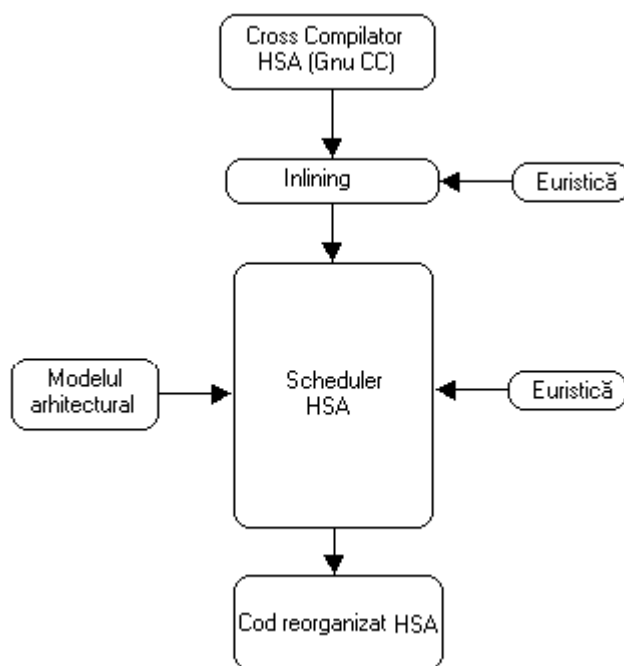 Cross Compilator
HSA (Gnu CC)
Inlining
Euristică
Modelul
arhitectural
Scheduler
HSA
Euristică
Cod reorganizat HSA